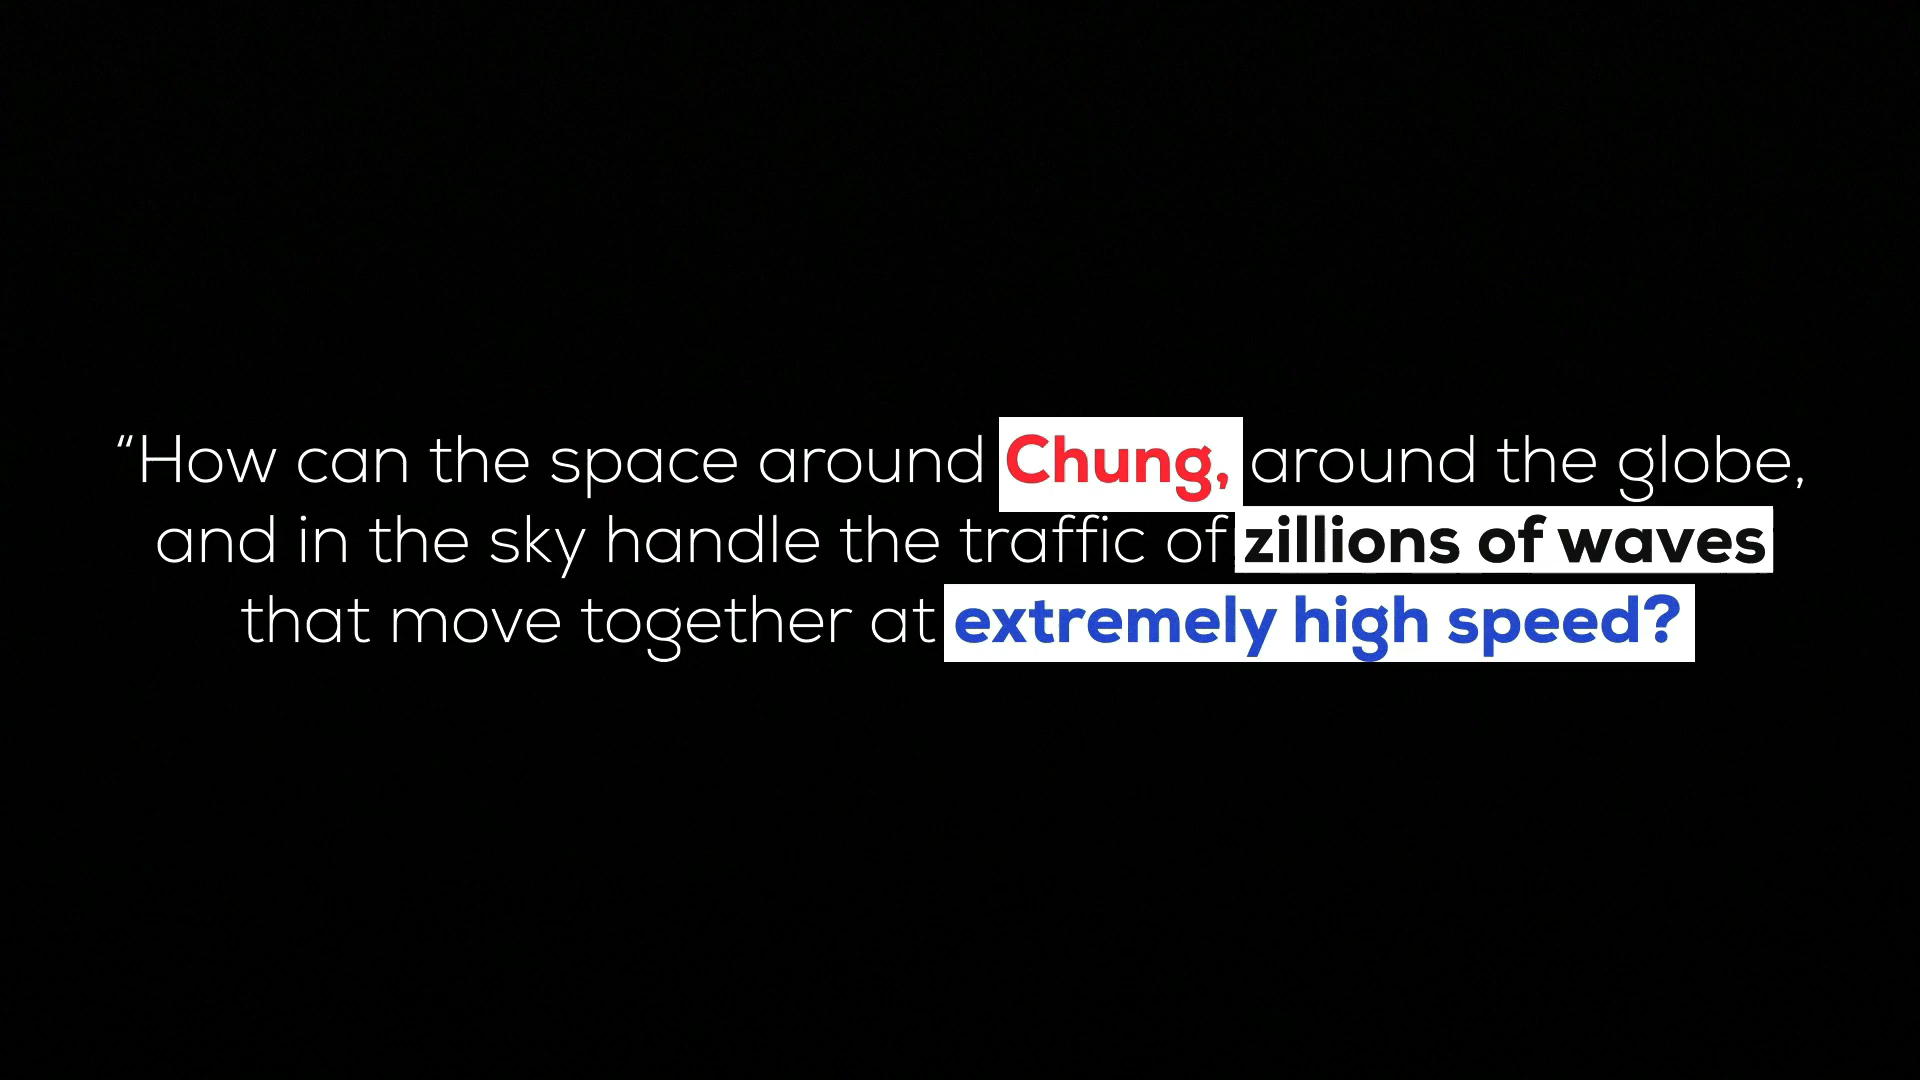 “How can the space around Chung, around the globe,
and in the sky handle the traffic of zillions of waves
that move together at extremely high speed?